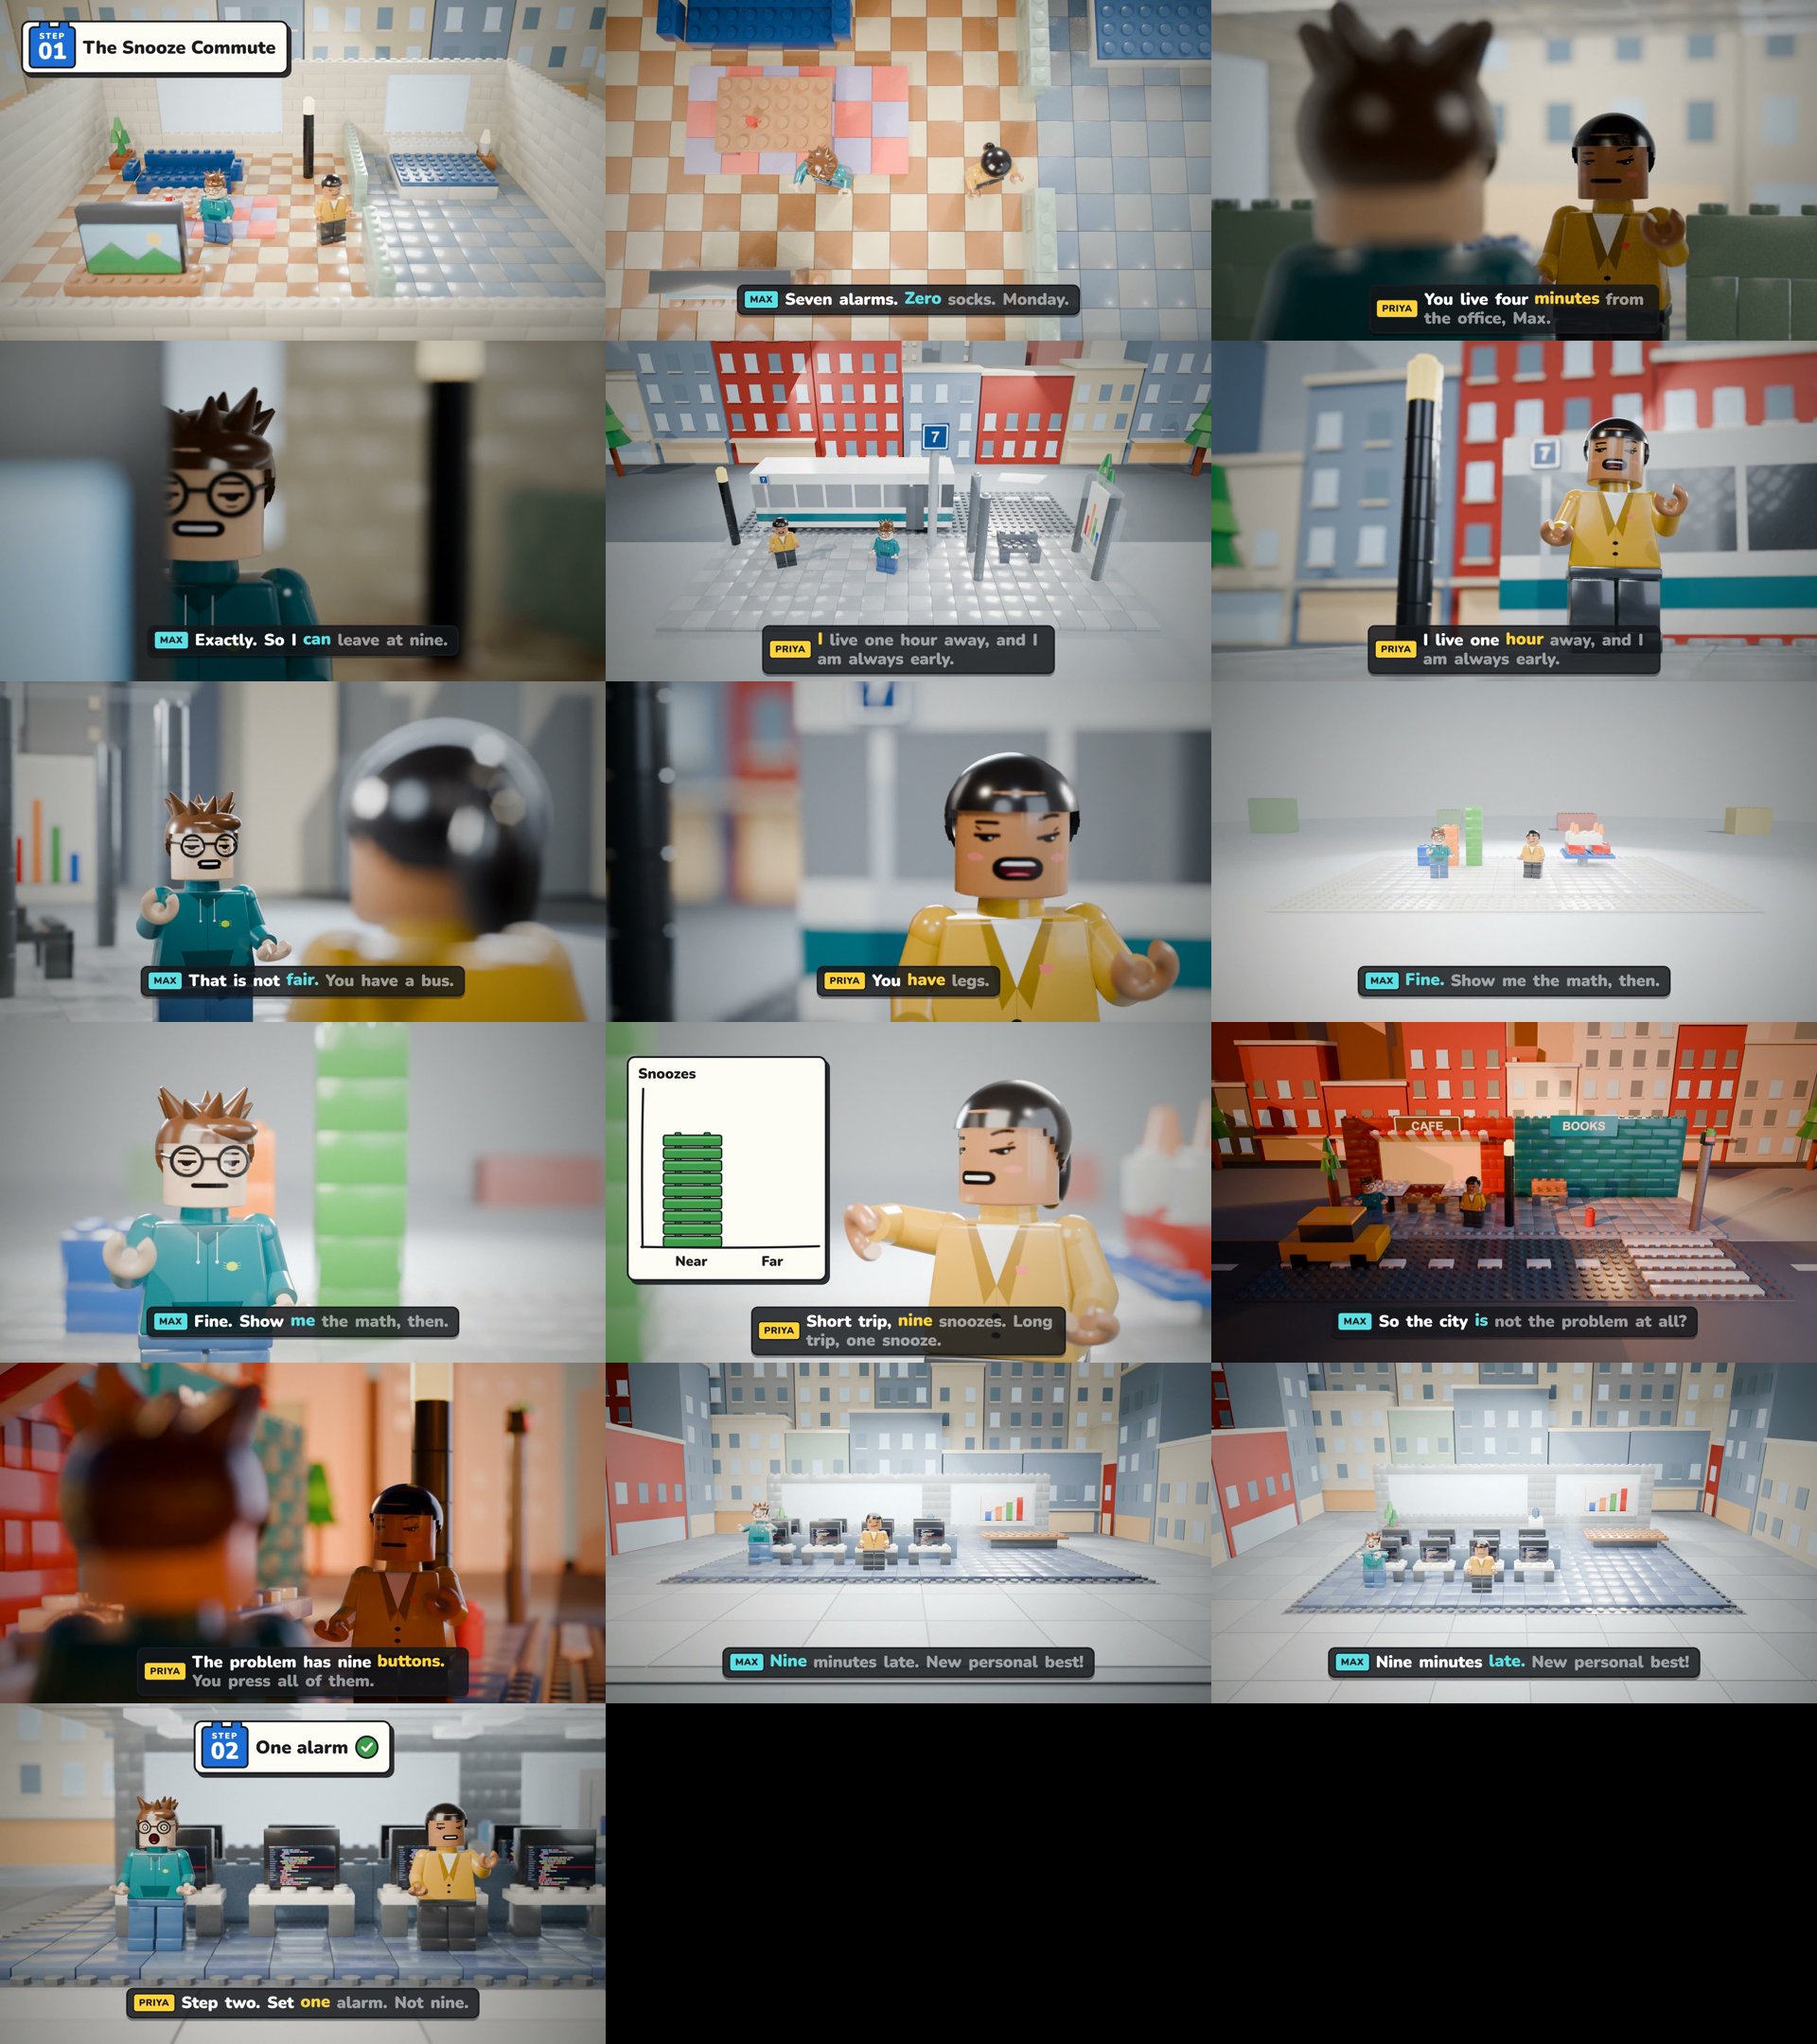 STEP
01
The Snooze Commute
MAX
Seven alarms. Zero socks. Monday.
PRIYA
You live four minutes from
the office, Max.
MAX
Exactly. So I can leave at nine.
7
PRIYA
I live one hour away, and I
am always early.
7
PRIYA
I live one hour away, and I
am always early.
MAX
That is not fair. You have a bus.
PRIYA
You have legs.
MAX
Fine. Show me the math, then.
MAX
Fine. Show me the math, then.
Snoozes
Near
Far
PRIYA
Short trip, nine snoozes. Long
trip, one snooze.
CAFE
BOOKS
MAX
So the city is not the problem at all?
PRIYA
The problem has nine buttons.
You press all of them.
MAX
Nine minutes late. New personal best!
MAX
Nine minutes late. New personal best!
STEP
02
One alarm
PRIYA
Step two. Set one alarm. Not nine.